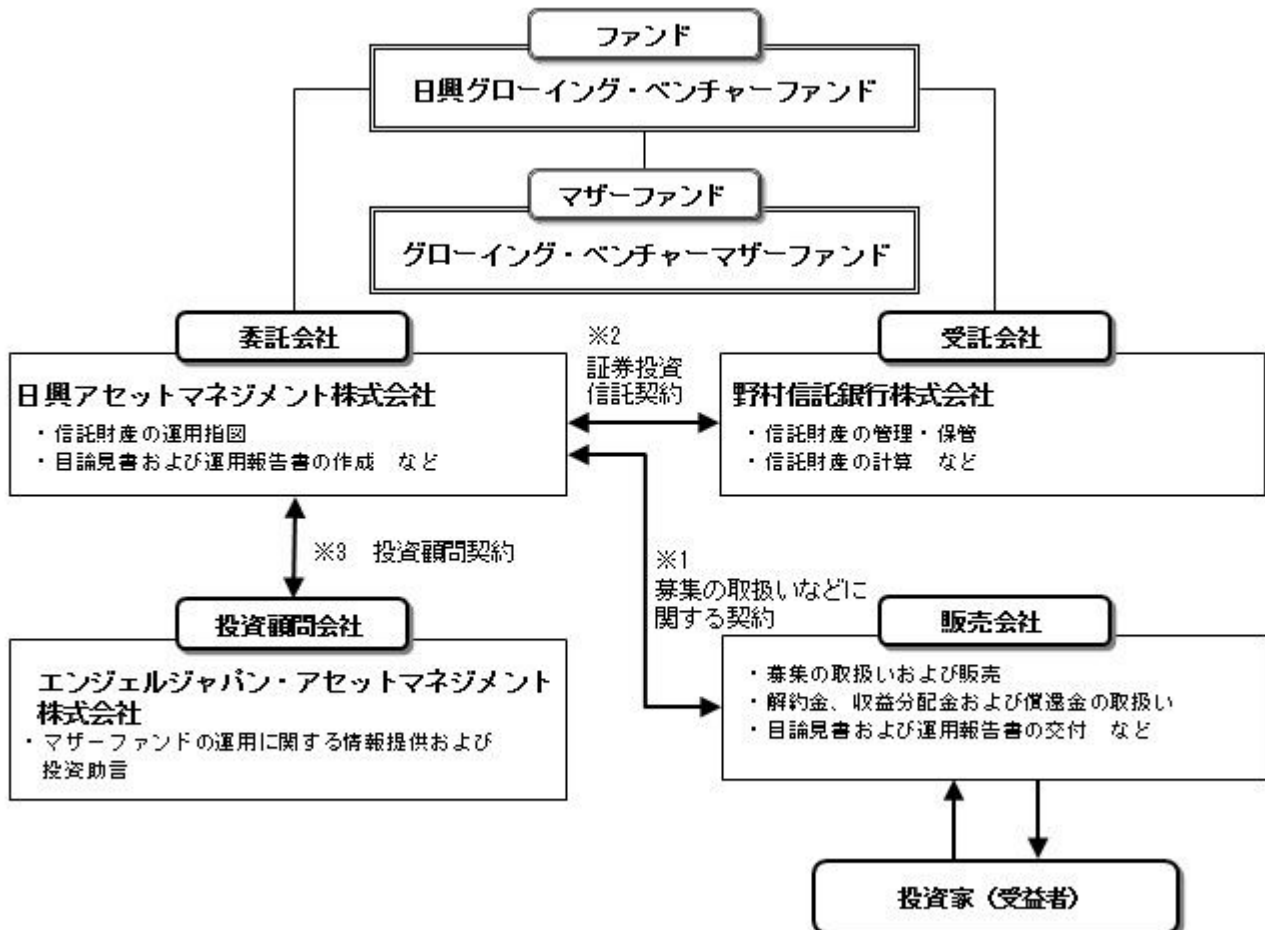 ファンド
日興グローイング・ベンチャーファンド
マザーファンド
グローイング・ベンチャーマザーファンド
委託会社
日興アセットマネジメント株式会社
・信託財産の運用指図
・目論見書および運用報告書の作成 など
※2
証券投資
信託契約
受託会社
野村信託銀行株式会社
・信託財産の管理・保管
・信託財産の計算 など
※3 投資顧問契約
※1
募集の取扱いなどに
関する契約
投資顧問会社
エンジェルジャパン・アセットマネジメント
株式会社
・マザーファンドの運用に関する情報提供および
投資助言
販売会社
・募集の取扱いおよび販売
・解約金、収益分配金および償還金の取扱い
・目論見書および運用報告書の交付 など
投資家（受益者）